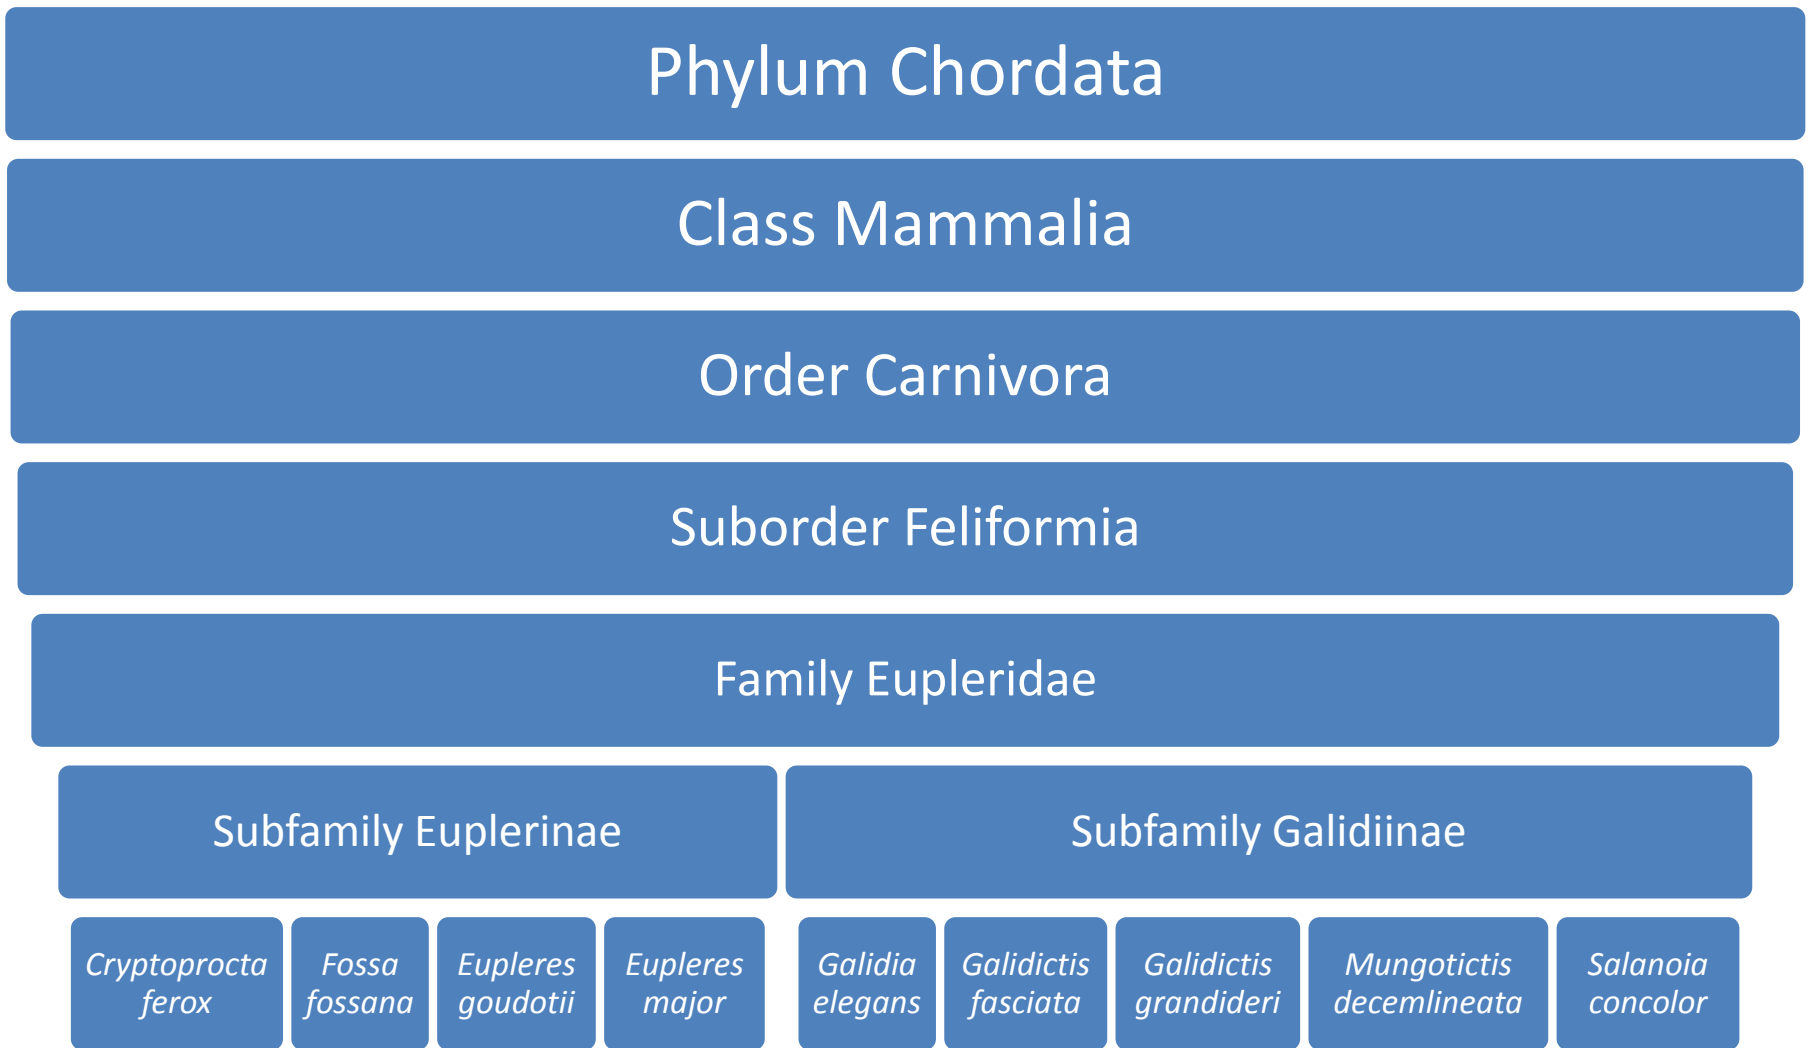 Phylum Chordata
Class Mammalia
Order Carnivora
Suborder Feliformia
Family Eupleridae
Subfamily Euplerinae
Subfamily Galidiinae
Cryptoprocta
ferox
Fossa
fossana
Eupleres
goudotii
Eupleres
major
Galidia
elegans
Galidictis
fasciata
Galidictis
grandideri
Mungotictis
decemlineata
Salanoia
concolor